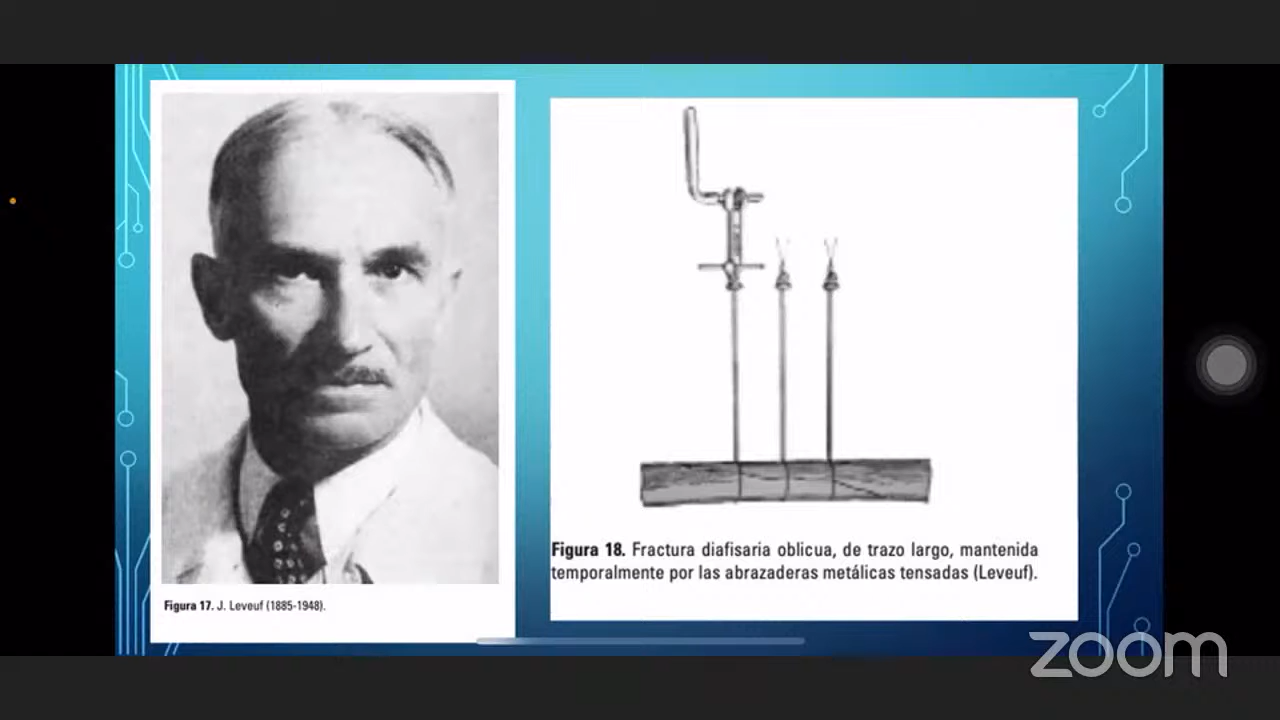 Figura 17. J. Leveuf (1885-1948).
Figura 18. Fractura diafisaria oblicua, de trazo largo, mantenida
temporalmente por las abrazaderas metálicas tensadas (Leveuf).
zoom